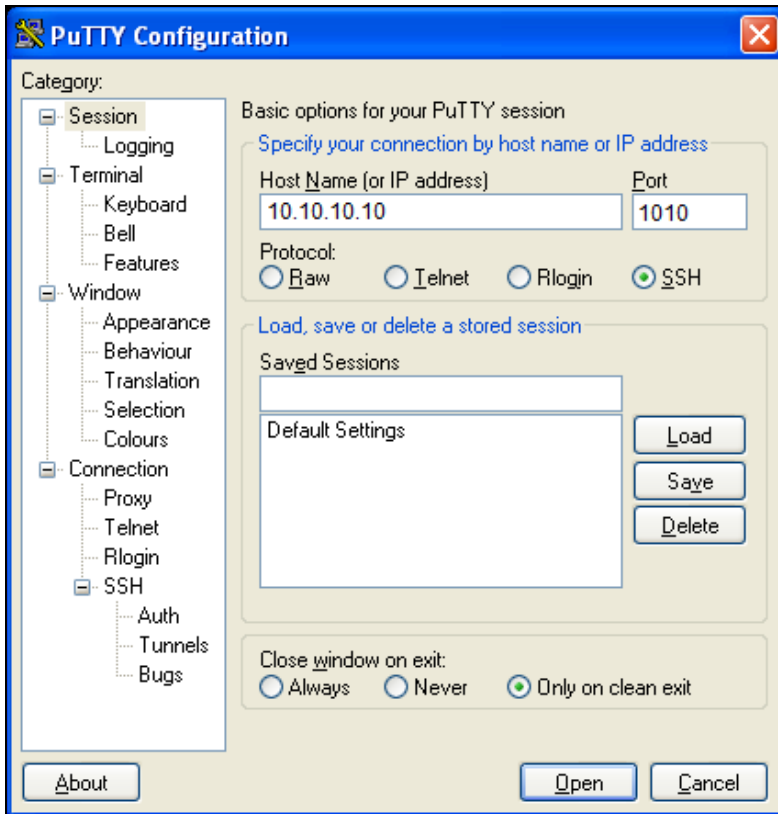 PuTTY Configuration
Category:
Session
Logging
Terminal
Keyboard
Bell
Features
Window
Appearance
Behaviour
Translation
Selection
Colours
Connection
Proxy
Telnet
Rlogin
SSH
Auth
Tunnels
Bugs
Basic options for your PuTTY session
Specify your connection by host name or IP address
Host Name (or IP address) Port
10.10.10.10 1010
Protocol:
Raw Telnet Rlogin SSH
Load, save or delete a stored session
Saved Sessions
Default Settings
Load
Save
Delete
Close window on exit:
Always Never Only on clean exit
About Open Cancel